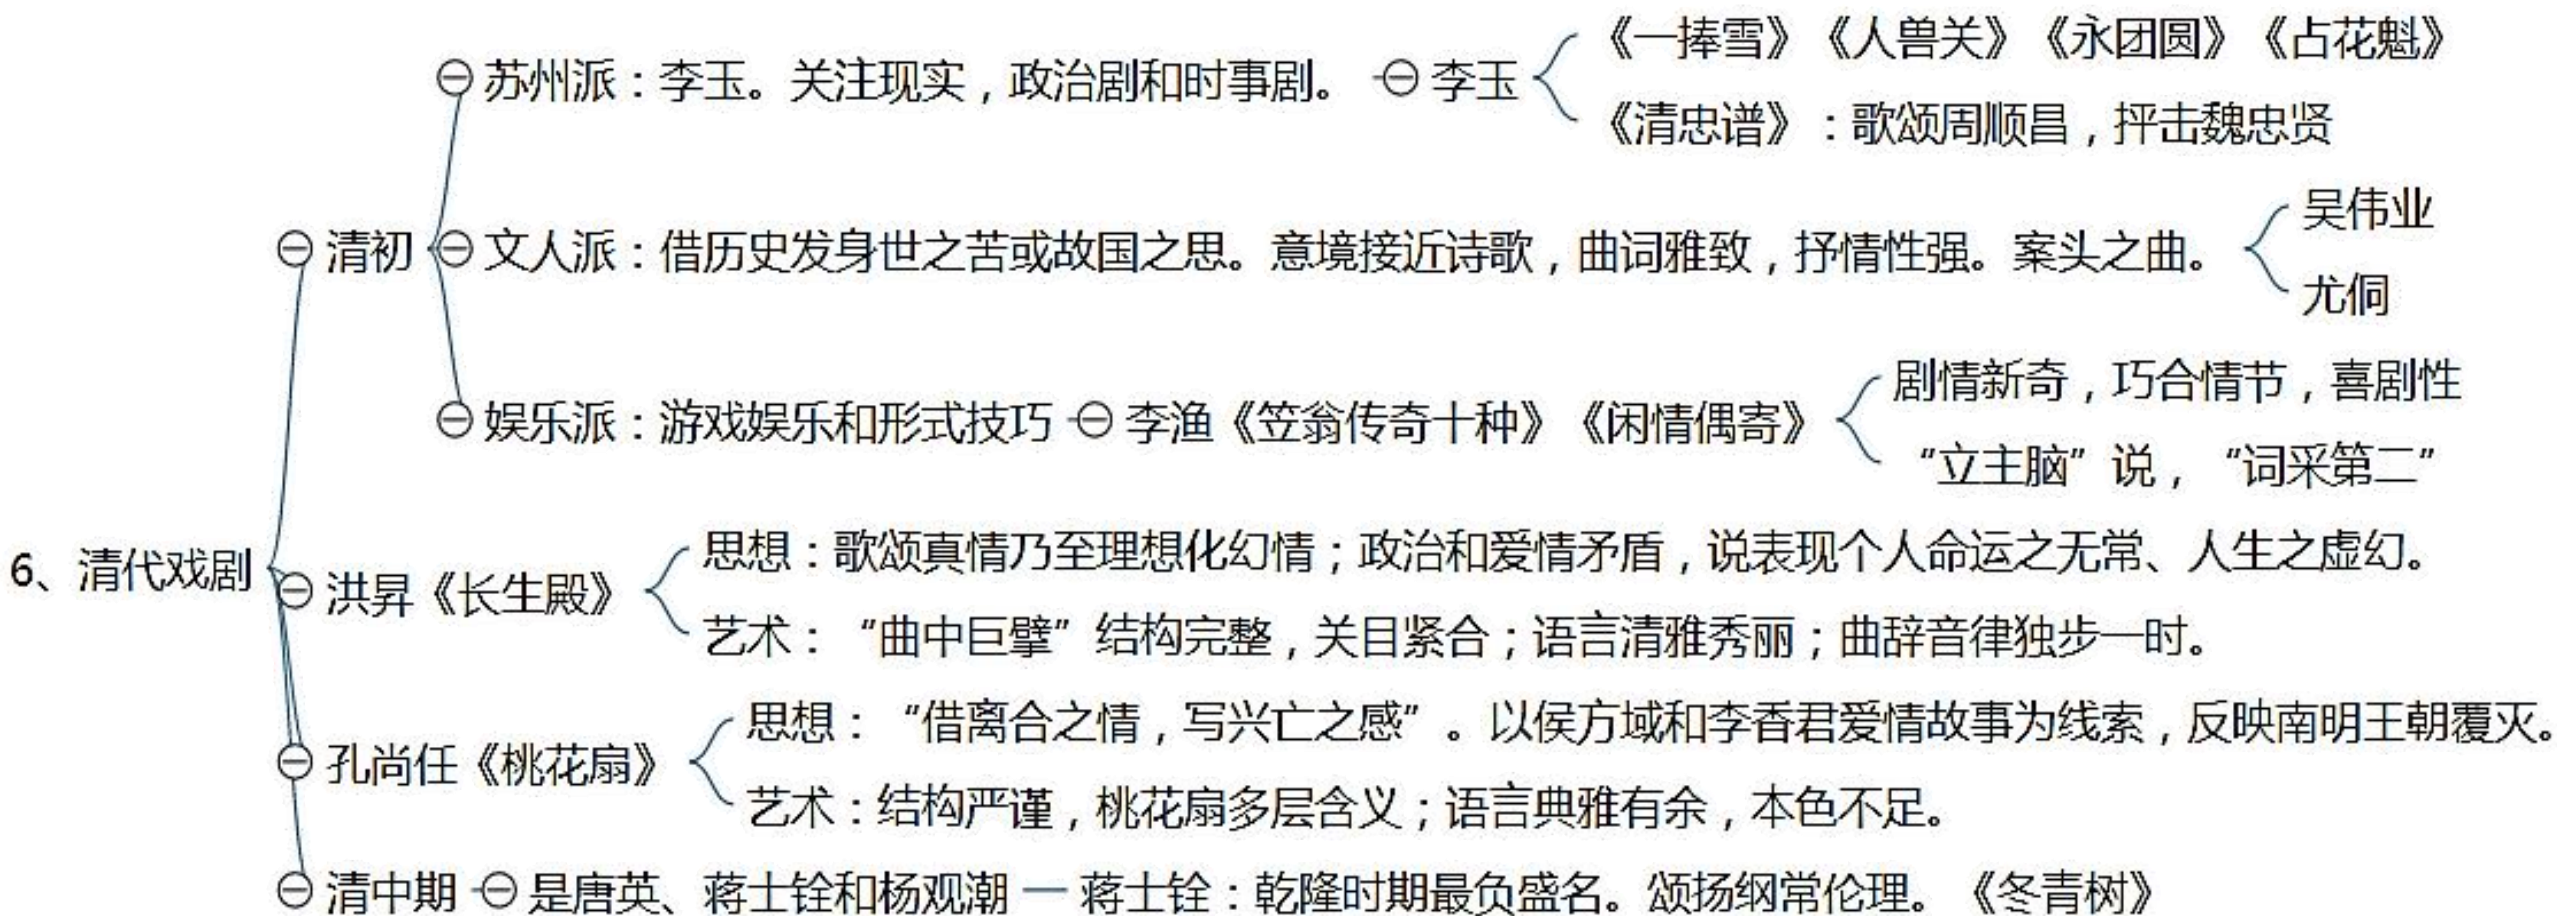 6、清代戏剧
清初
苏州派：李玉。关注现实，政治剧和时事剧。
李玉
《一捧雪》《人兽关》《永团圆》《占花魁》
《清忠谱》：歌颂周顺昌，抨击魏忠贤
文人派：借历史发身世之苦或故国之思。意境接近诗歌，曲词雅致，抒情性强。案头之曲。
吴伟业
尤侗
娱乐派：游戏娱乐和形式技巧
李渔《笠翁传奇十种》《闲情偶寄》
剧情新奇，巧合情节，喜剧性
“立主脑”说，“词采第二”
洪昇《长生殿》
思想：歌颂真情乃至理想化幻情；政治和爱情矛盾，说表现个人命运之无常、人生之虚幻。
艺术：“曲中巨擘”结构完整，关目紧合；语言清雅秀丽；曲辞音律独步一时。
孔尚任《桃花扇》
思想：“借离合之情，写兴亡之感”。以侯方域和李香君爱情故事为线索，反映南明王朝覆灭。
艺术：结构严谨，桃花扇多层含义；语言典雅有余，本色不足。
清中期
是唐英、蒋士铨和杨观潮
蒋士铨：乾隆时期最负盛名。颂扬纲常伦理。《冬青树》